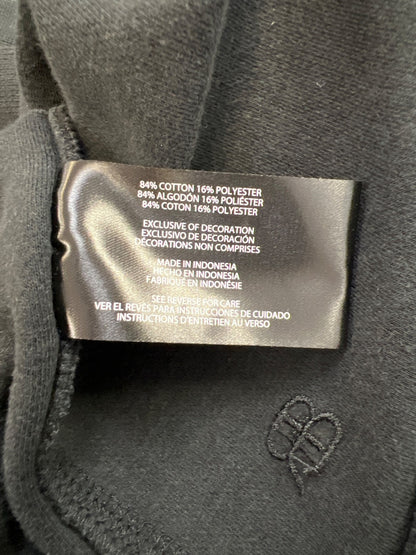 84% COTTON 16% POLYESTER
84% ALGODÓN 16% POLIÉSTER
84% COTON 16% POLYESTER
EXCLUSIVE OF DECORATION
EXCLUSIVO DE DECORACIÓN
DÉCORATIONS NON COMPRISES
MADE IN INDONESIA
HECHO EN INDONESIA
FABRIQUÉ EN INDONÉSIE
SEE REVERSE FOR CARE
VER EL REVÉS PARA INSTRUCCIONES DE CUIDADO
INSTRUCTIONS D'ENTRETIEN AU VERSO